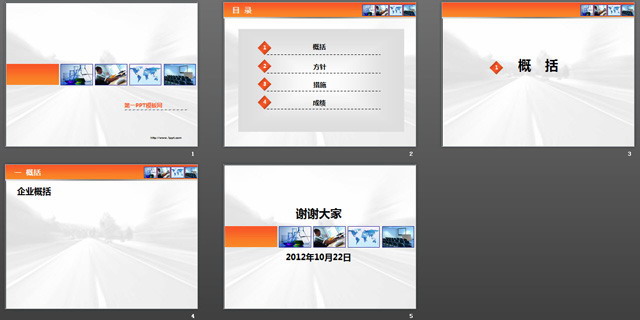 第一PPT模板网
http://www.1ppt.com
1
目 录
1 概括
2 方针
3 措施
4 成绩
2
1 概 括
3
一 概括
企业概括
4
谢谢大家
2012年10月22日
5